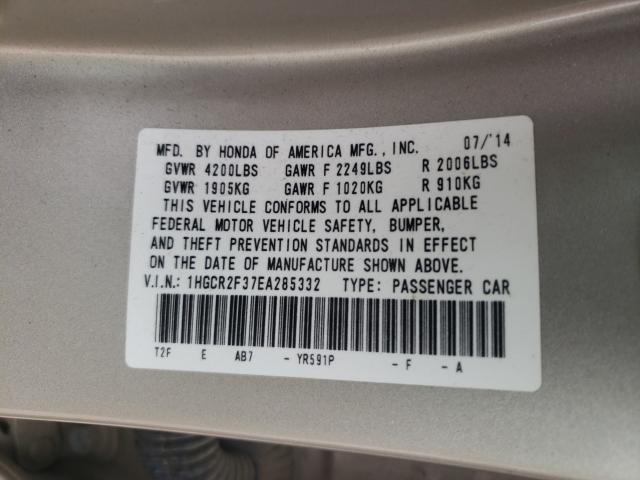 MFD. BY HONDA OF AMERICA MFG., INC. 07/'14
GVWR 4200LBS GAWR F 2249LBS R 2006LBS
GVWR 1905KG GAWR F 1020KG R 910KG
THIS VEHICLE CONFORMS TO ALL APPLICABLE
FEDERAL MOTOR VEHICLE SAFETY, BUMPER,
AND THEFT PREVENTION STANDARDS IN EFFECT
ON THE DATE OF MANUFACTURE SHOWN ABOVE.
V.I.N.: 1HGCR2F37EA285332 TYPE: PASSENGER CAR
T2F E AB7 - YR591P - F - A